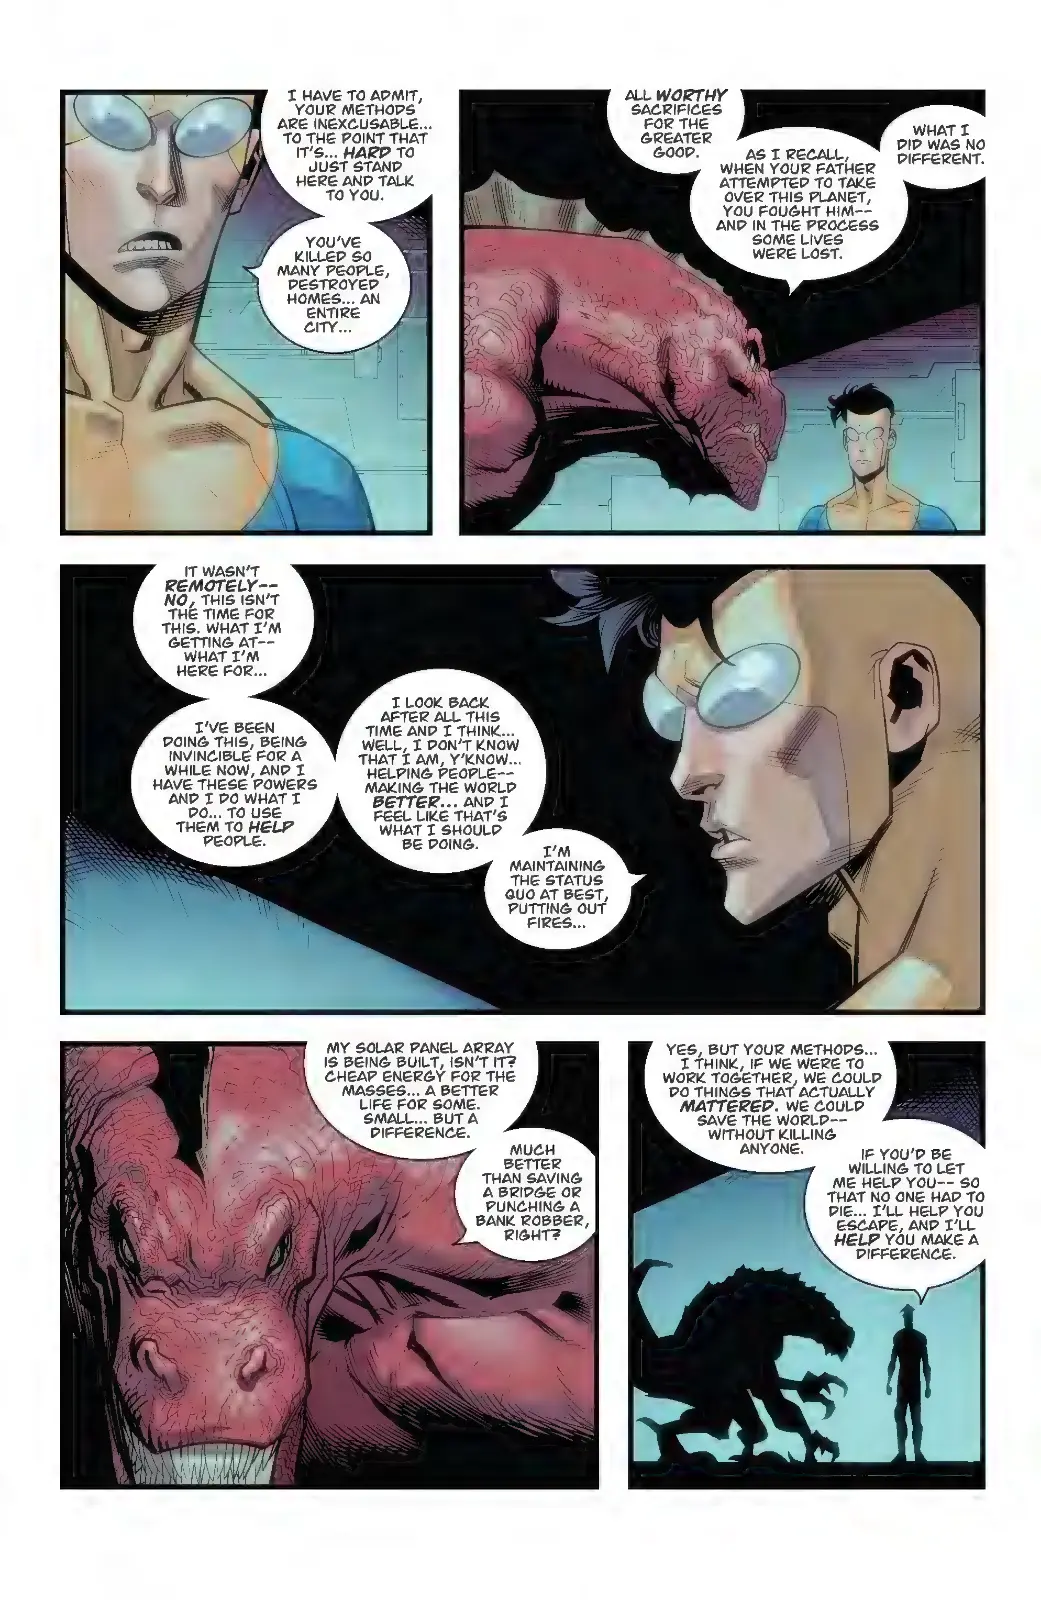 I HAVE TO ADMIT,
YOUR METHODS
ARE INEXCUSABLE...
TO THE POINT THAT
IT'S... HARD TO
JUST STAND
HERE AND TALK
TO YOU.
YOU'VE
KILLED SO
MANY PEOPLE,
DESTROYED
HOMES... AN
ENTIRE
CITY...
ALL WORTHY
SACRIFICES
FOR THE
GREATER
GOOD.
AS I RECALL,
WHEN YOUR FATHER
ATTEMPTED TO TAKE
OVER THIS PLANET,
YOU FOUGHT HIM--
AND IN THE PROCESS
SOME LIVES
WERE LOST.
WHAT I
DID WAS NO
DIFFERENT.
IT WASN'T
REMOTELY--
NO, THIS ISN'T
THE TIME FOR
THIS. WHAT I'M
GETTING AT--
WHAT I'M
HERE FOR...
I'VE BEEN
DOING THIS, BEING
INVINCIBLE FOR A
WHILE NOW, AND I
HAVE THESE POWERS
AND I DO WHAT I
DO... TO USE
THEM TO HELP
PEOPLE.
I LOOK BACK
AFTER ALL THIS
TIME AND I THINK...
WELL, I DON'T KNOW
THAT I AM, Y'KNOW...
HELPING PEOPLE--
MAKING THE WORLD
BETTER... AND I
FEEL LIKE THAT'S
WHAT I SHOULD
BE DOING.
I'M
MAINTAINING
THE STATUS
QUO AT BEST,
PUTTING OUT
FIRES...
MY SOLAR PANEL ARRAY
IS BEING BUILT, ISN'T IT?
CHEAP ENERGY FOR THE
MASSES... A BETTER
LIFE FOR SOME.
SMALL... BUT A
DIFFERENCE.
MUCH
BETTER
THAN SAVING
A BRIDGE OR
PUNCHING A
BANK ROBBER,
RIGHT?
YES, BUT YOUR METHODS...
I THINK, IF WE WERE TO
WORK TOGETHER, WE COULD
DO THINGS THAT ACTUALLY
MATTERED. WE COULD
SAVE THE WORLD--
WITHOUT KILLING
ANYONE.
IF YOU'D BE
WILLING TO LET
ME HELP YOU-- SO
THAT NO ONE HAD TO
DIE... I'LL HELP YOU
ESCAPE, AND I'LL
HELP YOU MAKE A
DIFFERENCE.